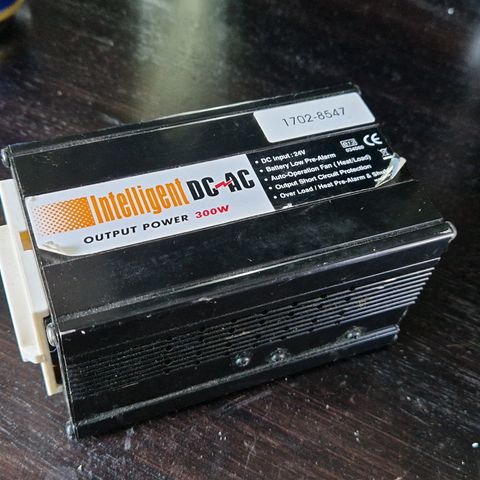 1702-8547
Intelligent DC AC
OUTPUT POWER 300W
• DC Input : 24V
• Battery Low Pre-Alarm
• Auto-Operation Fan ( Heat/Load)
• Output Short Circuit Protection
• Over Load / Heat Pre-Alarm &
CE